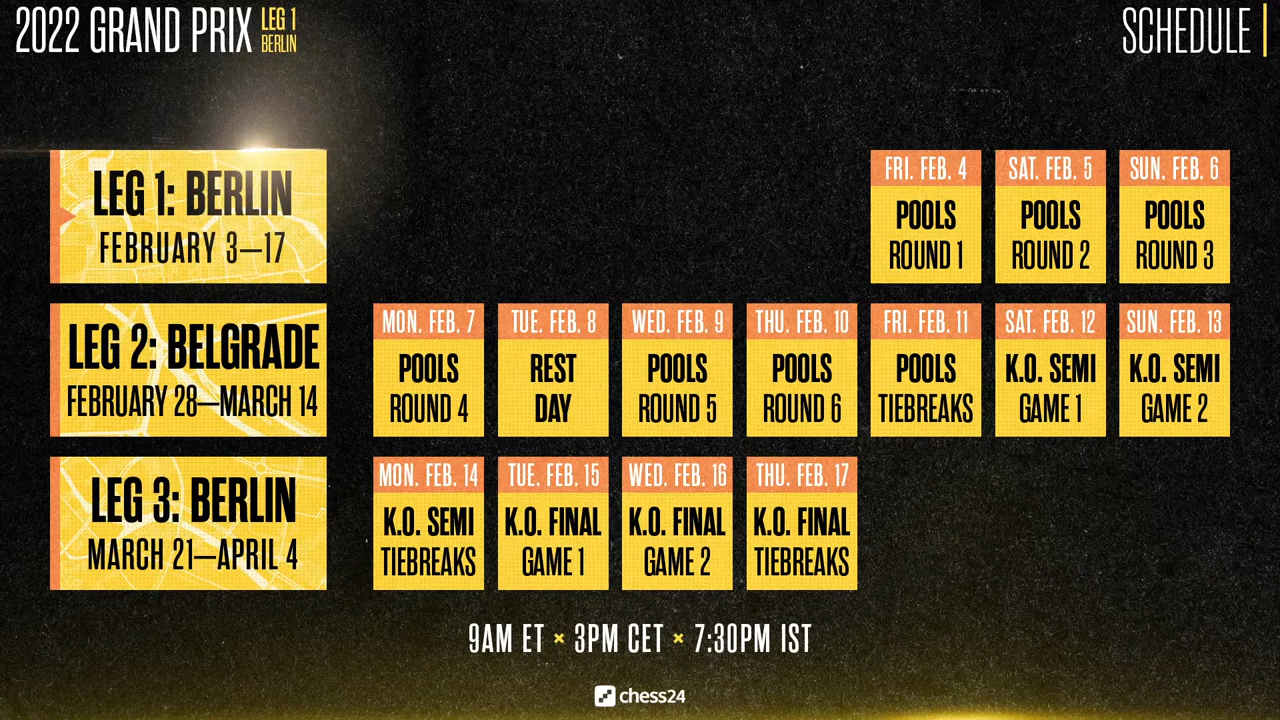 2022 GRAND PRIX
LEG 1
BERLIN
SCHEDULE
LEG 1: BERLIN
FEBRUARY 3—17
LEG 2: BELGRADE
FEBRUARY 28—MARCH 14
LEG 3: BERLIN
MARCH 21—APRIL 4
FRI. FEB. 4
POOLS
ROUND 1
SAT. FEB. 5
POOLS
ROUND 2
SUN. FEB. 6
POOLS
ROUND 3
MON. FEB. 7
POOLS
ROUND 4
TUE. FEB. 8
REST
DAY
WED. FEB. 9
POOLS
ROUND 5
THU. FEB. 10
POOLS
ROUND 6
FRI. FEB. 11
POOLS
TIEBREAKS
SAT. FEB. 12
K.O. SEMI
GAME 1
SUN. FEB. 13
K.O. SEMI
GAME 2
MON. FEB. 14
K.O. SEMI
TIEBREAKS
TUE. FEB. 15
K.O. FINAL
GAME 1
WED. FEB. 16
K.O. FINAL
GAME 2
THU. FEB. 17
K.O. FINAL
TIEBREAKS
9AM ET × 3PM CET × 7:30PM IST
chess24